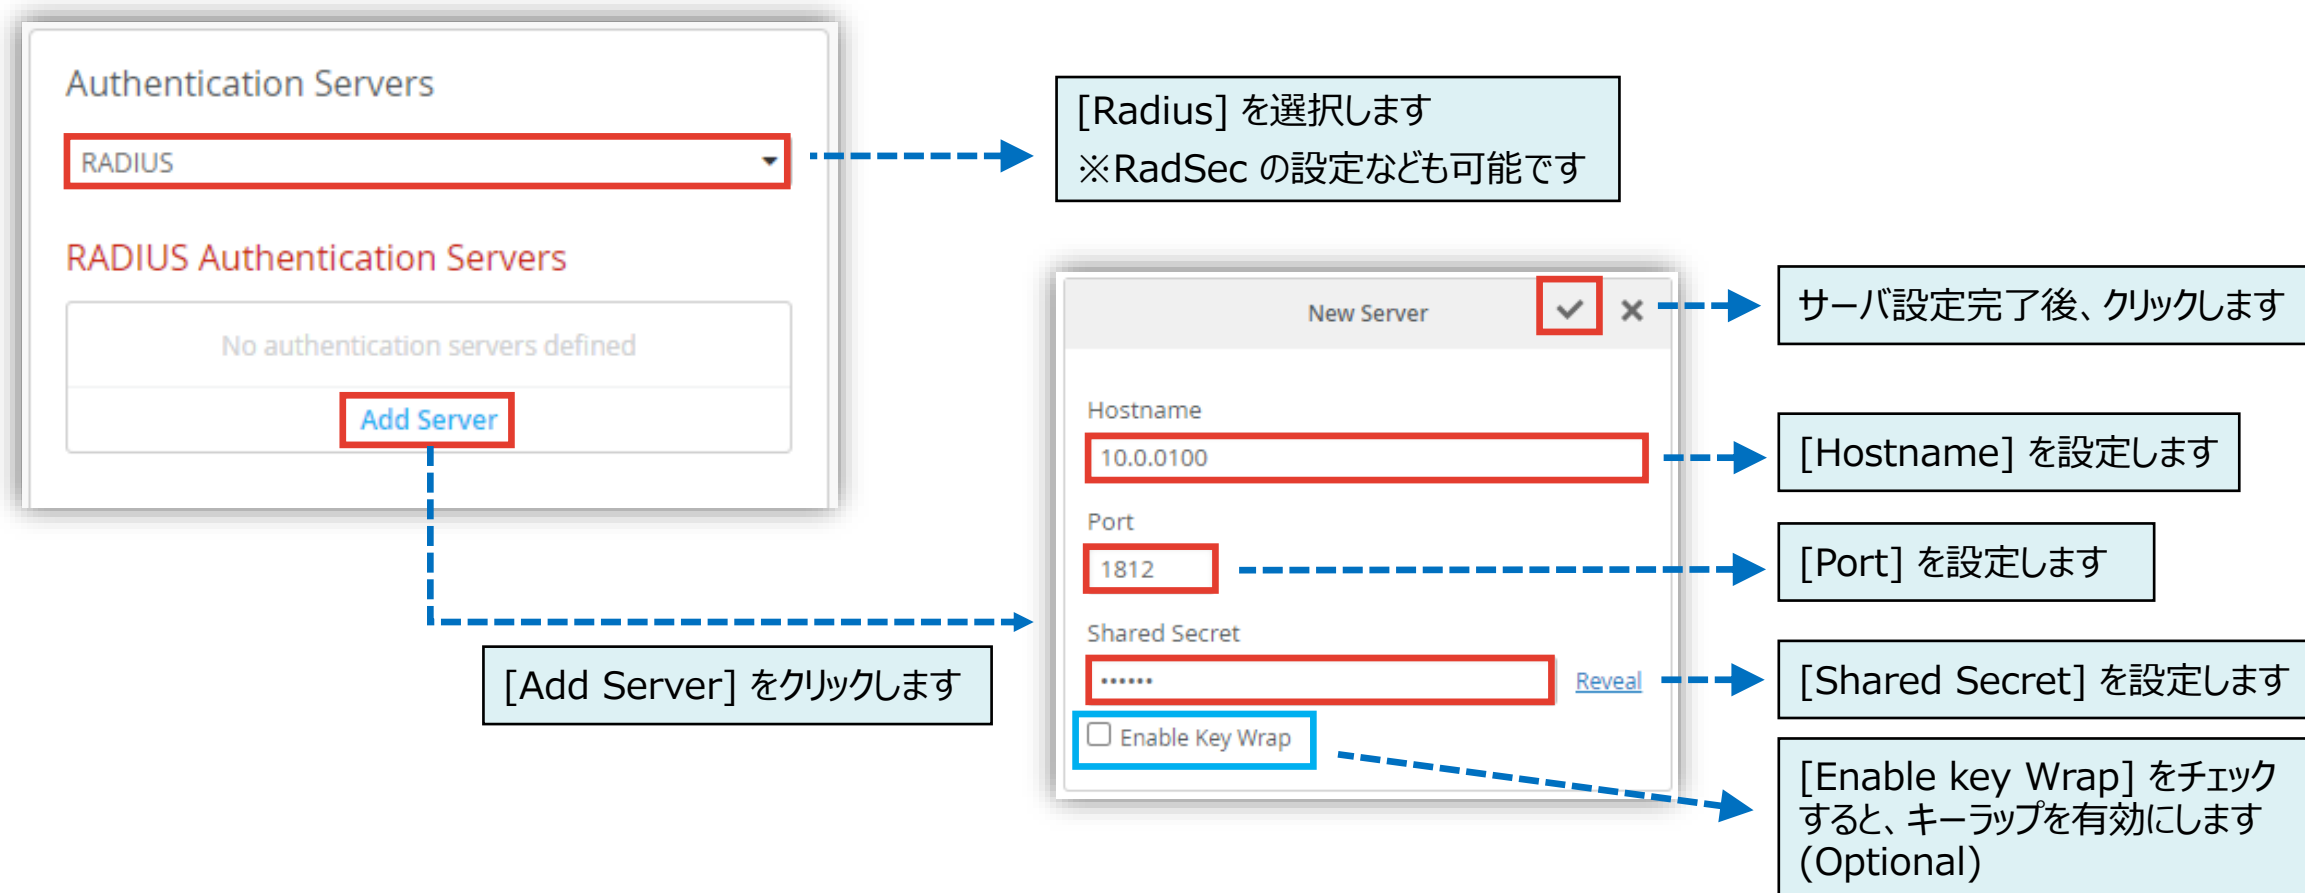 Authentication Servers
RADIUS
RADIUS Authentication Servers
No authentication servers defined
Add Server
[Radius] を選択します
※RadSec の設定なども可能です
[Add Server] をクリックします
New Server
Hostname
10.0.0100
Port
1812
Shared Secret
••••••
Reveal
Enable Key Wrap
サーバ設定完了後、クリックします
[Hostname] を設定します
[Port] を設定します
[Shared Secret] を設定します
[Enable key Wrap] をチェック
すると、キーラップを有効にします
(Optional)